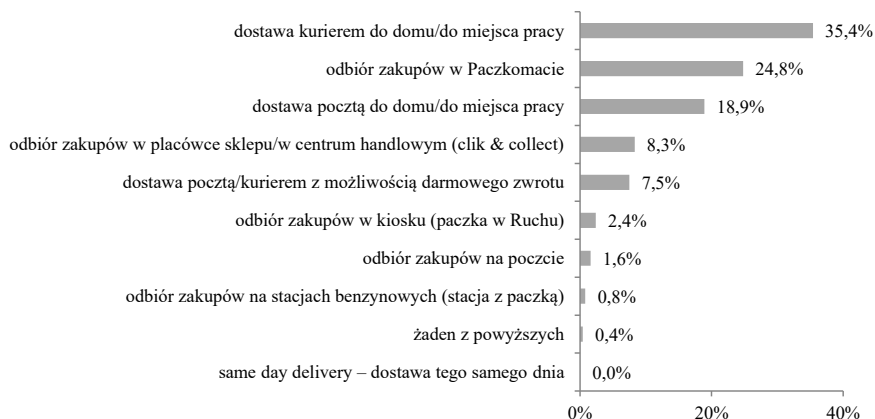 dostawa kurierem do domu/do miejsca pracy 35,4%
odbiór zakupów w Paczkomacie 24,8%
dostawa pocztą do domu/do miejsca pracy 18,9%
odbiór zakupów w placówce sklepu/w centrum handlowym (clik & collect) 8,3%
dostawa pocztą/kurierem z możliwością darmowego zwrotu 7,5%
odbiór zakupów w kiosku (paczka w Ruchu) 2,4%
odbiór zakupów na poczcie 1,6%
odbiór zakupów na stacjach benzynowych (stacja z paczką) 0,8%
żaden z powyższych 0,4%
same day delivery – dostawa tego samego dnia 0,0%
0% 20% 40%